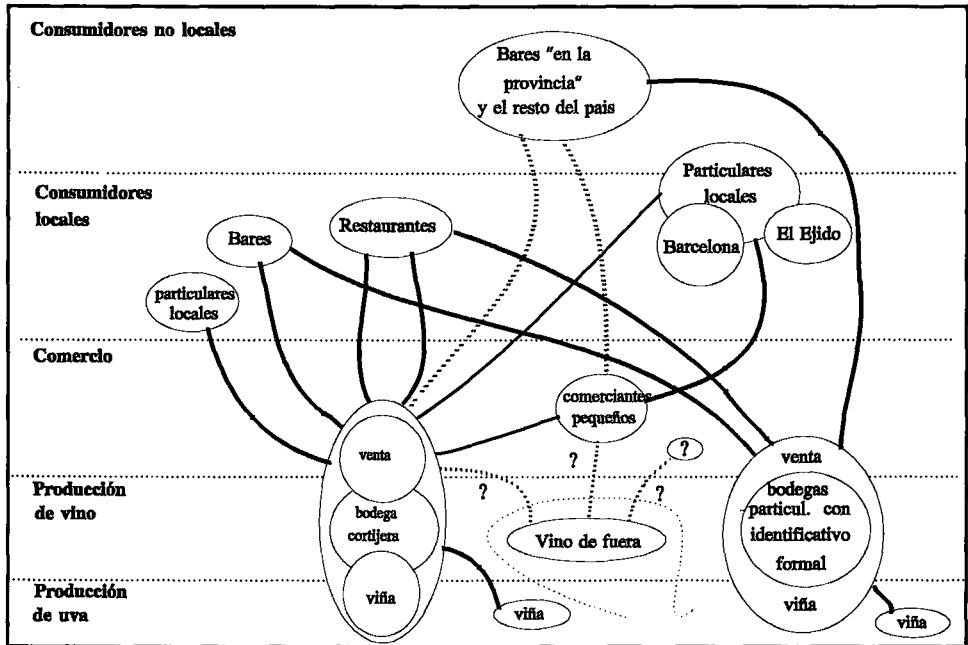 Consumidores no locales
Bares "en la
provincia"
y el resto del pais
Consumidores
locales
Particulares
locales
Barcelona
El Ejido
Bares
Restaurantes
particulares
locales
Comercio
comerciantes
pequeños
?
?
venta
venta
Producción
de vino
?
?
bodega
cortijera
Vino de fuera
bodegas
particul. con
identificativo
formal
Producción
de uva
viña
viña
viña
viña